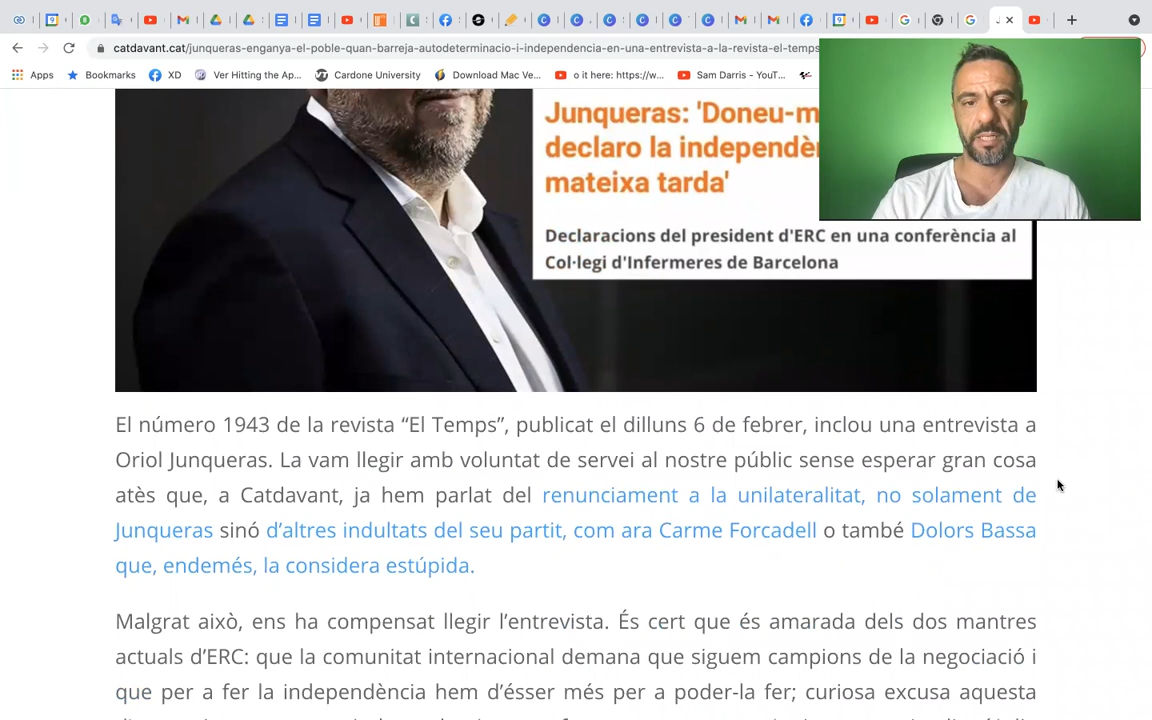 catdavant.cat/junqueras-enganya-el-poble-quan-barreja-autodeterminacio-i-independencia-en-una-entrevista-a-la-revista-el-temps
Apps Bookmarks XD Ver Hitting the Ap... Cardone University Download Mac Ve... o it here: https://w... Sam Darris - YouT...
Junqueras: 'Doneu-m
declaro la independèn
mateixa tarda'
Declaracions del president d'ERC en una conferència al
Col·legi d'Infermeres de Barcelona
El número 1943 de la revista “El Temps”, publicat el dilluns 6 de febrer, inclou una entrevista a
Oriol Junqueras. La vam llegir amb voluntat de servei al nostre públic sense esperar gran cosa
atès que, a Catdavant, ja hem parlat del renunciament a la unilateralitat, no solament de
Junqueras sinó d’altres indultats del seu partit, com ara Carme Forcadell o també Dolors Bassa
que, endemés, la considera estúpida.
Malgrat això, ens ha compensat llegir l’entrevista. És cert que és amarada dels dos mantres
actuals d’ERC: que la comunitat internacional demana que siguem campions de la negociació i
que per a fer la independència hem d’ésser més per a poder-la fer; curiosa excusa aquesta